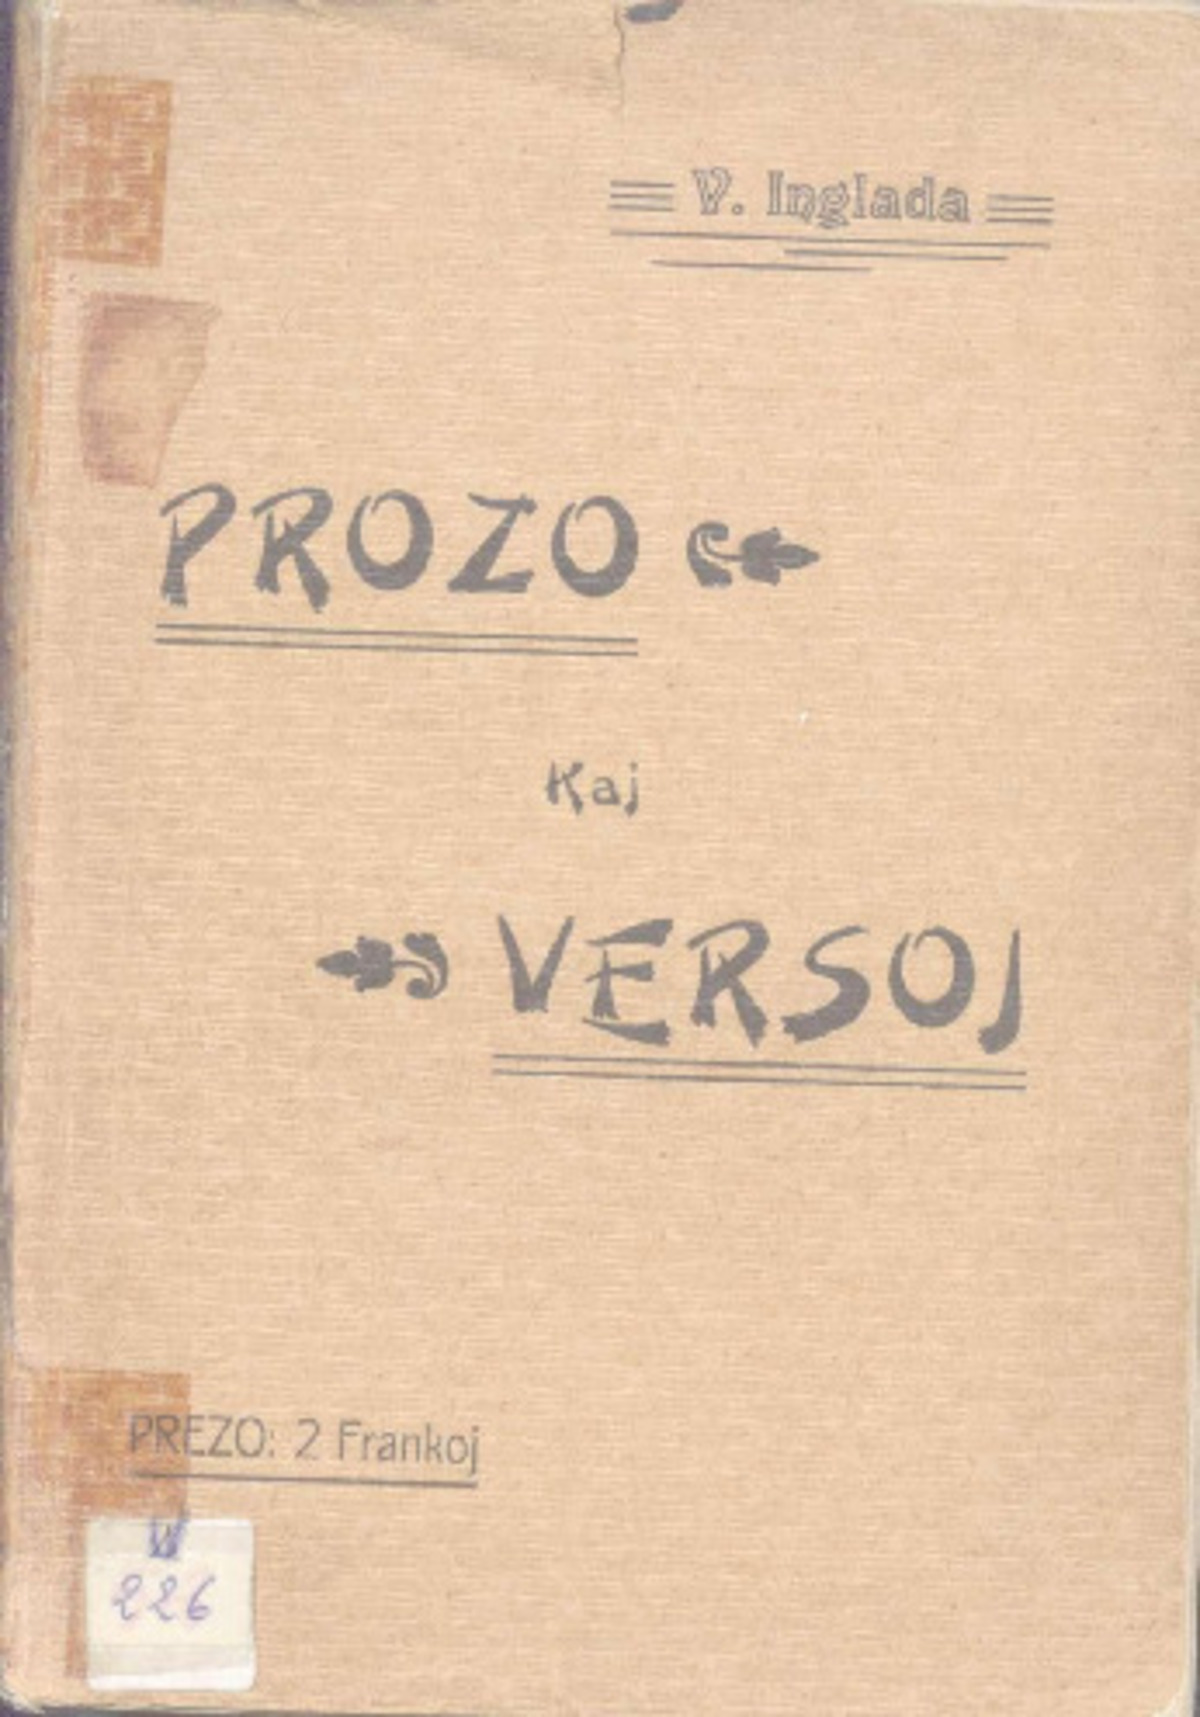 V. Inglada
PROZO
Kaj
VERSOJ
PREZO: 2 Frankoj
W
226